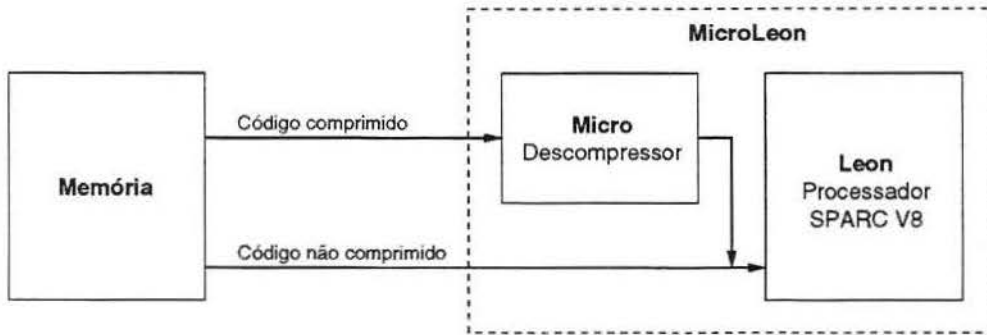 MicroLeon
Código comprimido
Micro
Descompressor
Memória
Leon
Processador
SPARC V8
Código não comprimido